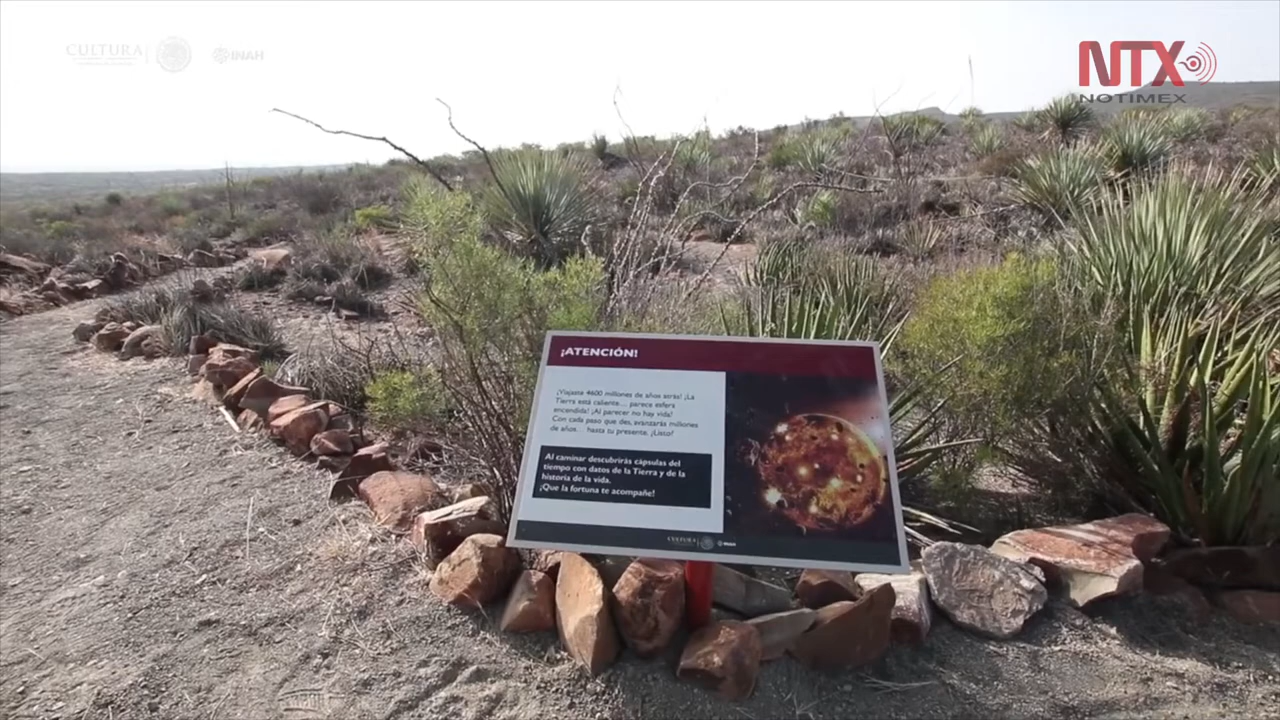 CULTURA
INAH
NTX
NOTIMEX
¡ATENCIÓN!
¡Viajaste 4600 millones de años atrás! ¡La
Tierra está caliente.... pura esfera
encendida! ¡Al parecer no hay vida!
Con cada paso que des, avanzarás millones
de años. . . hasta tu presente. ¿Listo?
Al caminar descubrirás cápsulas del
tiempo con datos de la Tierra y de la
historia de la vida.
¡Que la fortuna te acompañe!
CULTURA
INAH